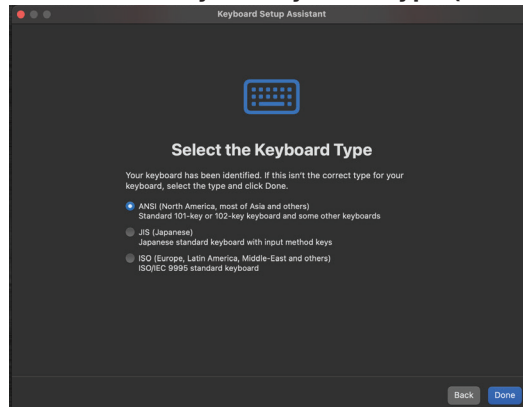 Keyboard Setup Assistant
Select the Keyboard Type
Your keyboard has been identified. If this isn't the correct type for your
keyboard, select the type and click Done.
ANSI (North America, most of Asia and others)
Standard 101-key or 102-key keyboard and some other keyboards
JIS (Japanese)
Japanese standard keyboard with input method keys
ISO (Europe, Latin America, Middle-East and others)
ISO/IEC 9995 standard keyboard
Back Done